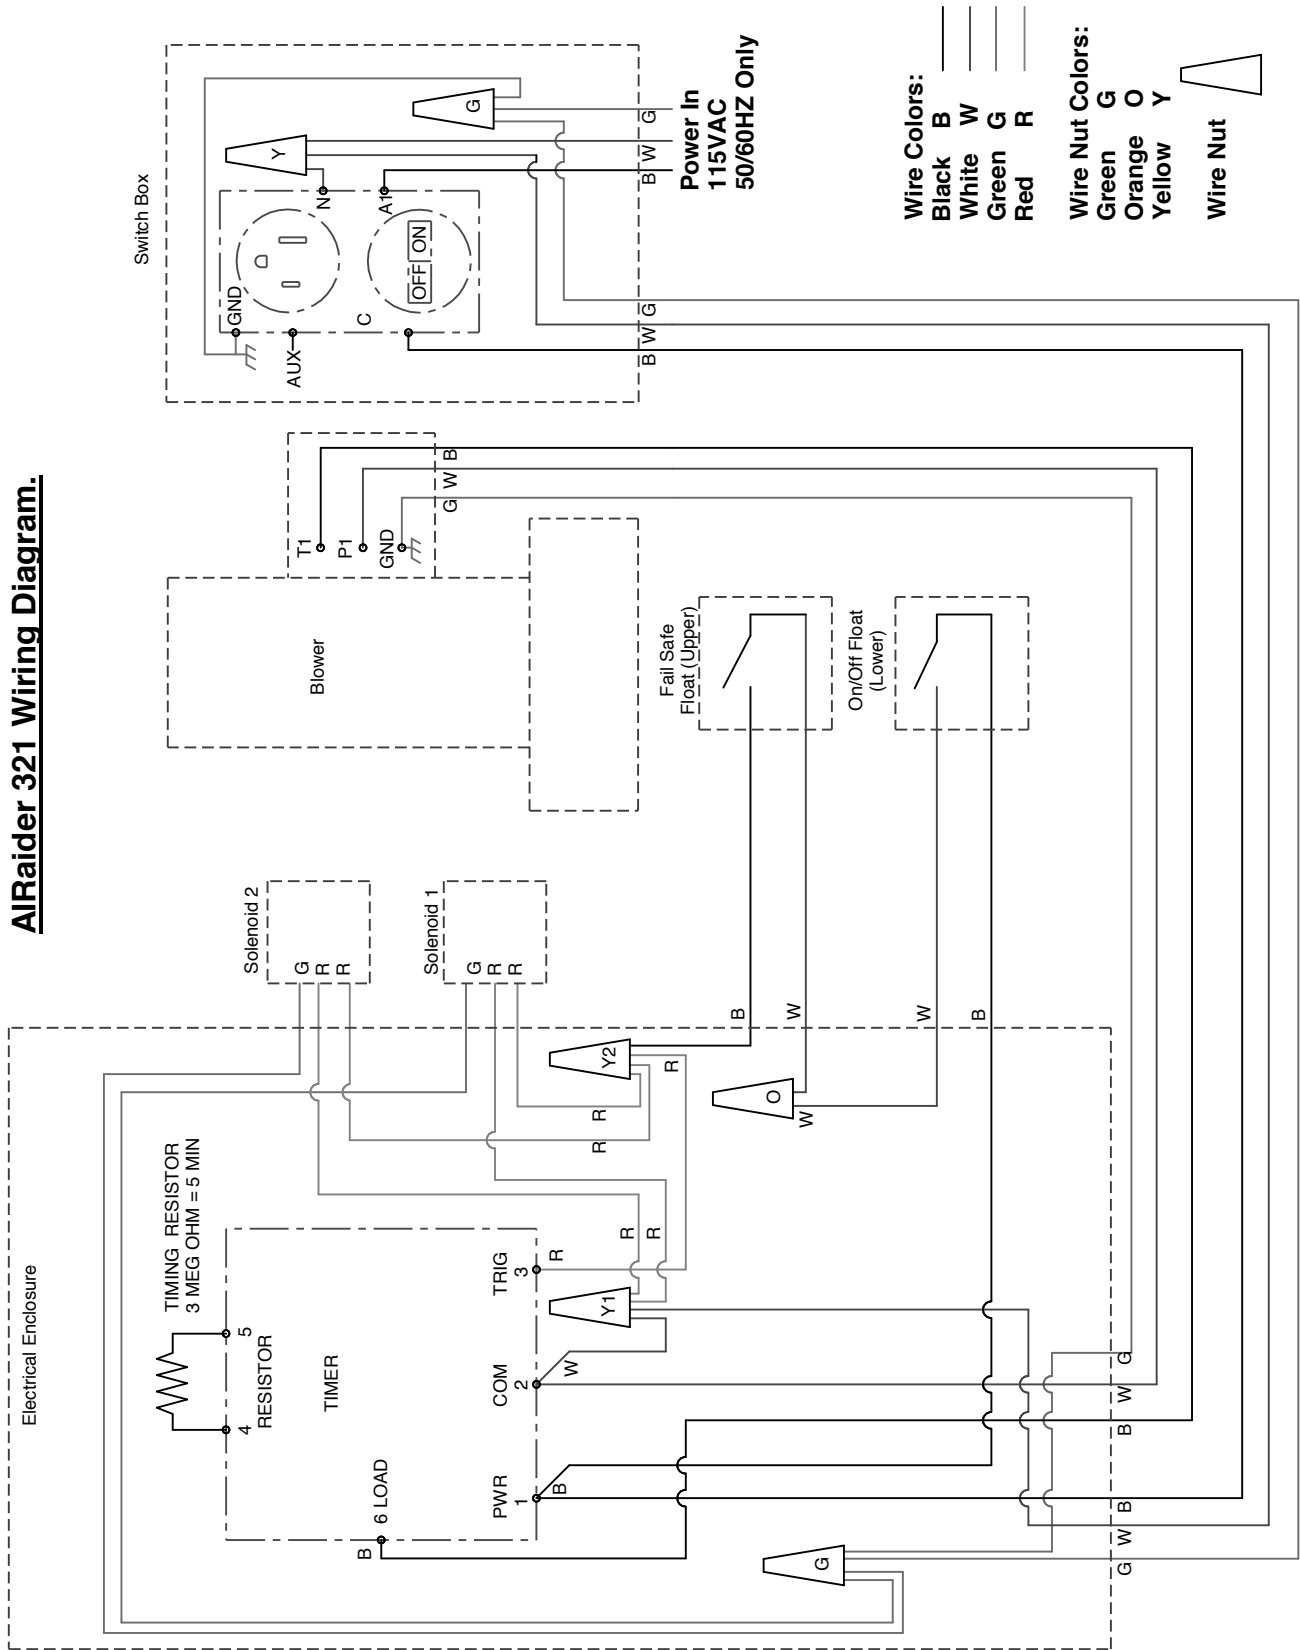 AIRaider 321 Wiring Diagram.
Electrical Enclosure
TIMING RESISTOR
3 MEG OHM = 5 MIN
4
5
RESISTOR
TIMER
6 LOAD
B
PWR
1
COM
2
TRIG
3
B
W
R
Solenoid 2
G
R
R
Solenoid 1
G
R
R
Y1
R
R
Y2
R
R
R
O
W
G
B
W
W
B
Blower
T1
P1
GND
G
W
B
Fail Safe
Float (Upper)
On/Off Float
(Lower)
Switch Box
GND
AUX
C
N
A1
OFF
ON
Y
G
B
W
G
B
W
G
Power In
115VAC
50/60HZ Only
G
W
B
B
W
G
Wire Colors:
Black B
White W
Green G
Red R
Wire Nut Colors:
Green G
Orange O
Yellow Y
Wire Nut